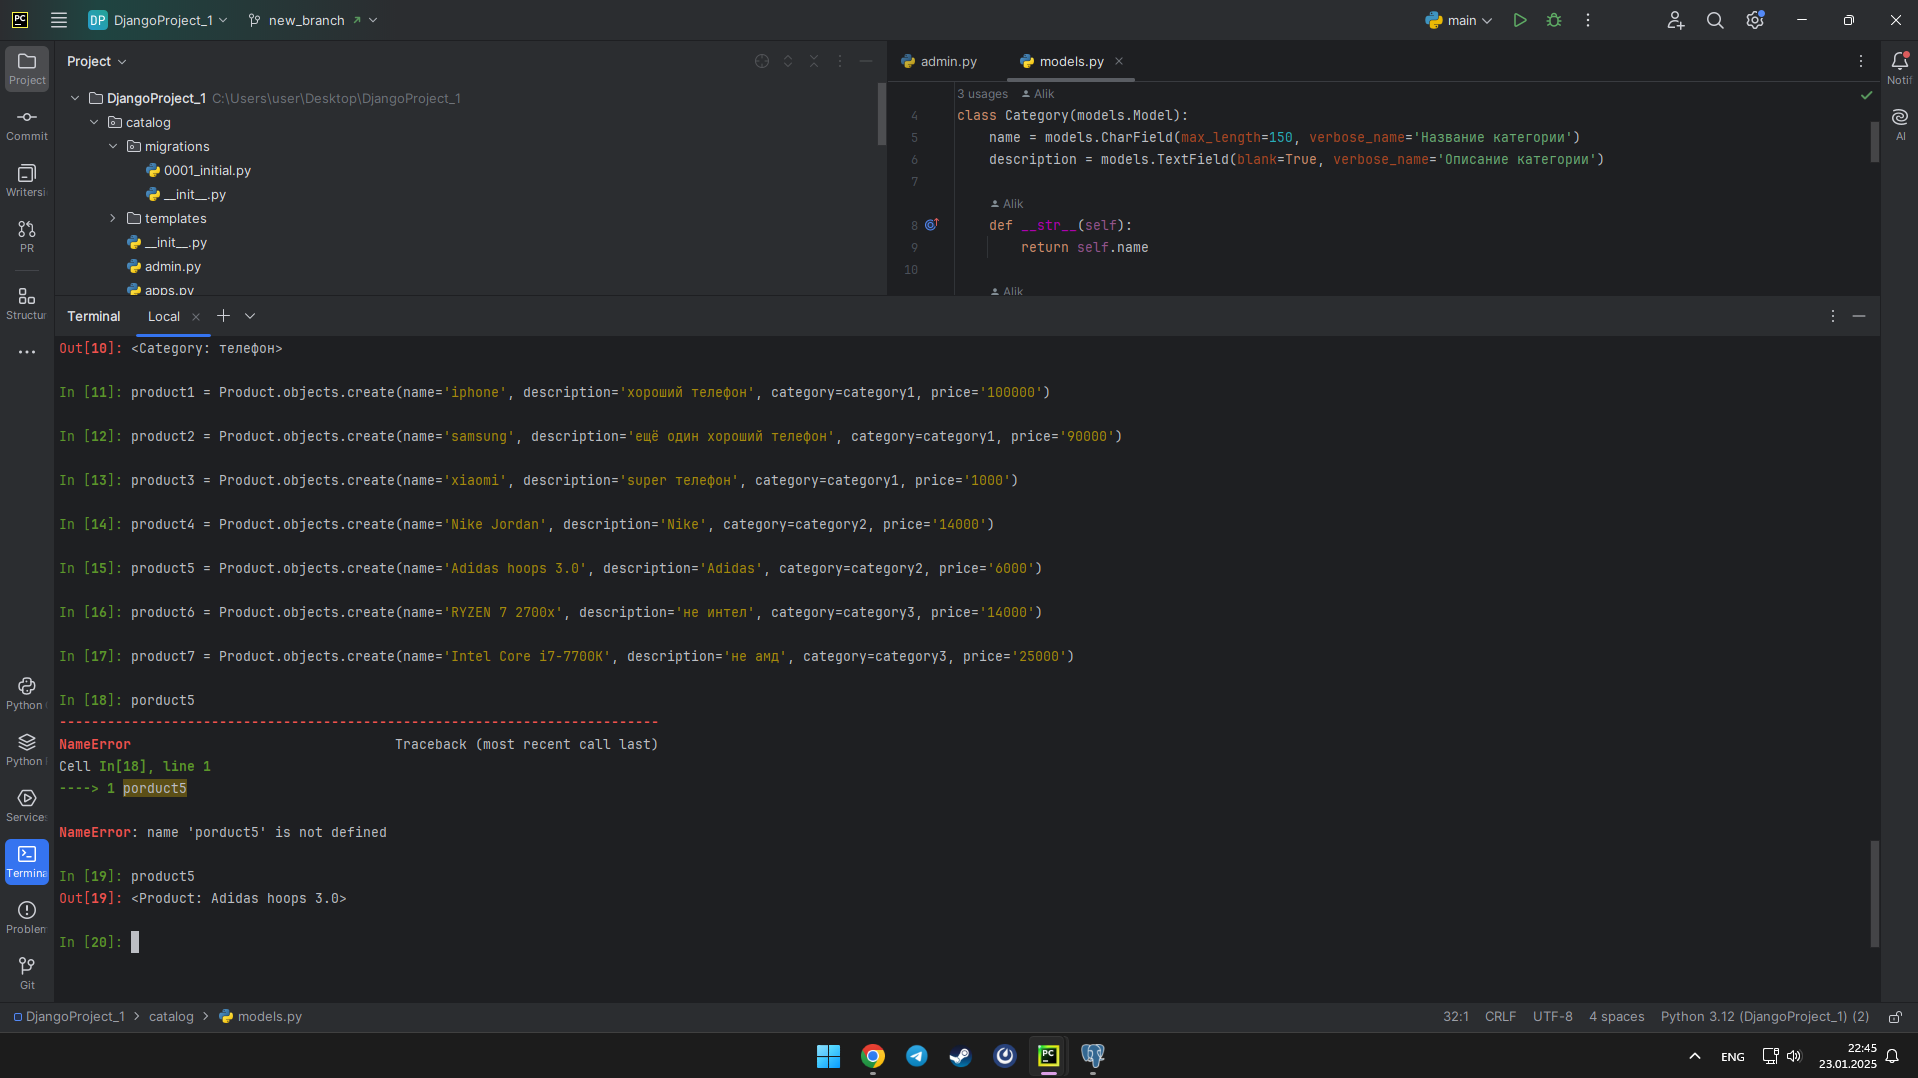 PC
DP DjangoProject_1 new_branch main
Project
DjangoProject_1 C:\Users\user\Desktop\DjangoProject_1
catalog
migrations
0001_initial.py
__init__.py
templates
__init__.py
admin.py
apps.py
admin.py models.py
3 usages Alik
4 class Category(models.Model):
5 name = models.CharField(max_length=150, verbose_name='Название категории')
6 description = models.TextField(blank=True, verbose_name='Описание категории')
7
Alik
8 def __str__(self):
9 return self.name
10
Alik
Project
Commit
Writersi
PR
Structur
Python
Python
Service
Termina
Problem
Git
Notif
AI
Terminal Local
Out[10]: <Category: телефон>
In [11]: product1 = Product.objects.create(name='iphone', description='хороший телефон', category=category1, price='100000')
In [12]: product2 = Product.objects.create(name='samsung', description='ещё один хороший телефон', category=category1, price='90000')
In [13]: product3 = Product.objects.create(name='xiaomi', description='super телефон', category=category1, price='1000')
In [14]: product4 = Product.objects.create(name='Nike Jordan', description='Nike', category=category2, price='14000')
In [15]: product5 = Product.objects.create(name='Adidas hoops 3.0', description='Adidas', category=category2, price='6000')
In [16]: product6 = Product.objects.create(name='RYZEN 7 2700x', description='не интел', category=category3, price='14000')
In [17]: product7 = Product.objects.create(name='Intel Core i7-7700K', description='не амд', category=category3, price='25000')
In [18]: porduct5
---------------------------------------------------------------------------
NameError Traceback (most recent call last)
Cell In[18], line 1
----> 1 porduct5
NameError: name 'porduct5' is not defined
In [19]: product5
Out[19]: <Product: Adidas hoops 3.0>
In [20]:
DjangoProject_1 > catalog > models.py
32:1 CRLF UTF-8 4 spaces Python 3.12 (DjangoProject_1) (2)
PC
ENG
22:45
23.01.2025